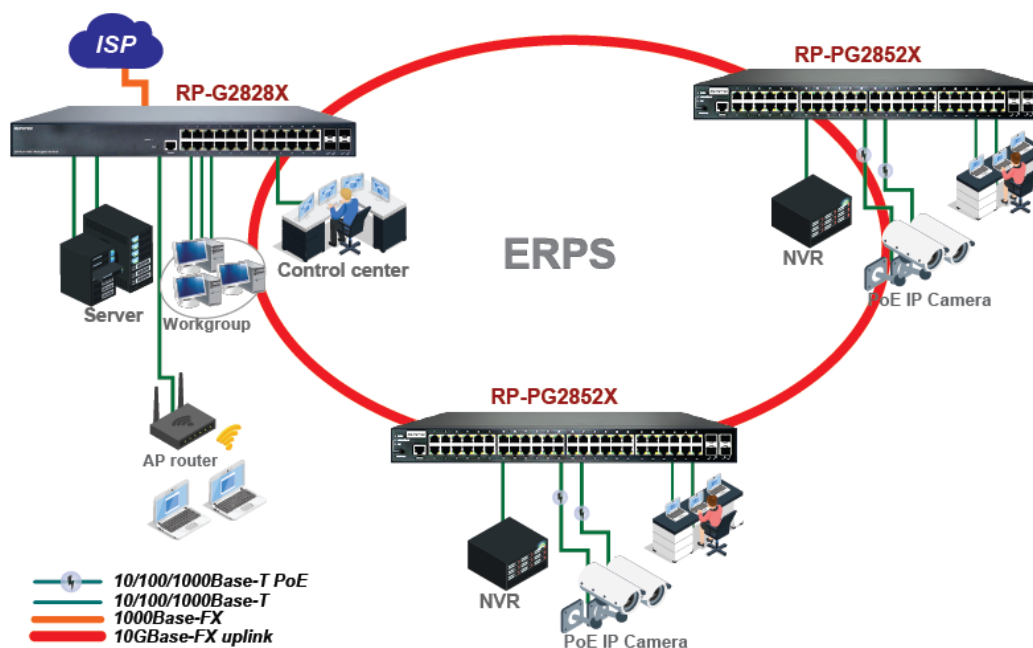 ISP
RP-G2828X
RP-PG2852X
ERPS
Control center
Server
Workgroup
NVR
PoE IP Camera
RP-PG2852X
AP router
NVR
PoE IP Camera
10/100/1000Base-T PoE
10/100/1000Base-T
1000Base-FX
10GBase-FX uplink